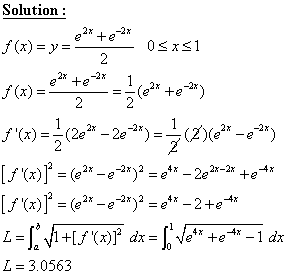 Solution :
f(x) = y = (e^{2x} + e^{-2x})/2   0 ≤ x ≤ 1
f(x) = (e^{2x} + e^{-2x})/2 = 1/2 (e^{2x} + e^{-2x})
f'(x) = 1/2 (2e^{2x} - 2e^{-2x}) = 1/2 (2)(e^{2x} - e^{-2x})
[f'(x)]^2 = (e^{2x} - e^{-2x})^2 = e^{4x} - 2e^{2x-2x} + e^{-4x}
[f'(x)]^2 = (e^{2x} - e^{-2x})^2 = e^{4x} - 2 + e^{-4x}
L = ∫_a^b √(1+[f'(x)]^2) dx = ∫_0^1 √(e^{4x} + e^{-4x} - 1) dx
L = 3.0563